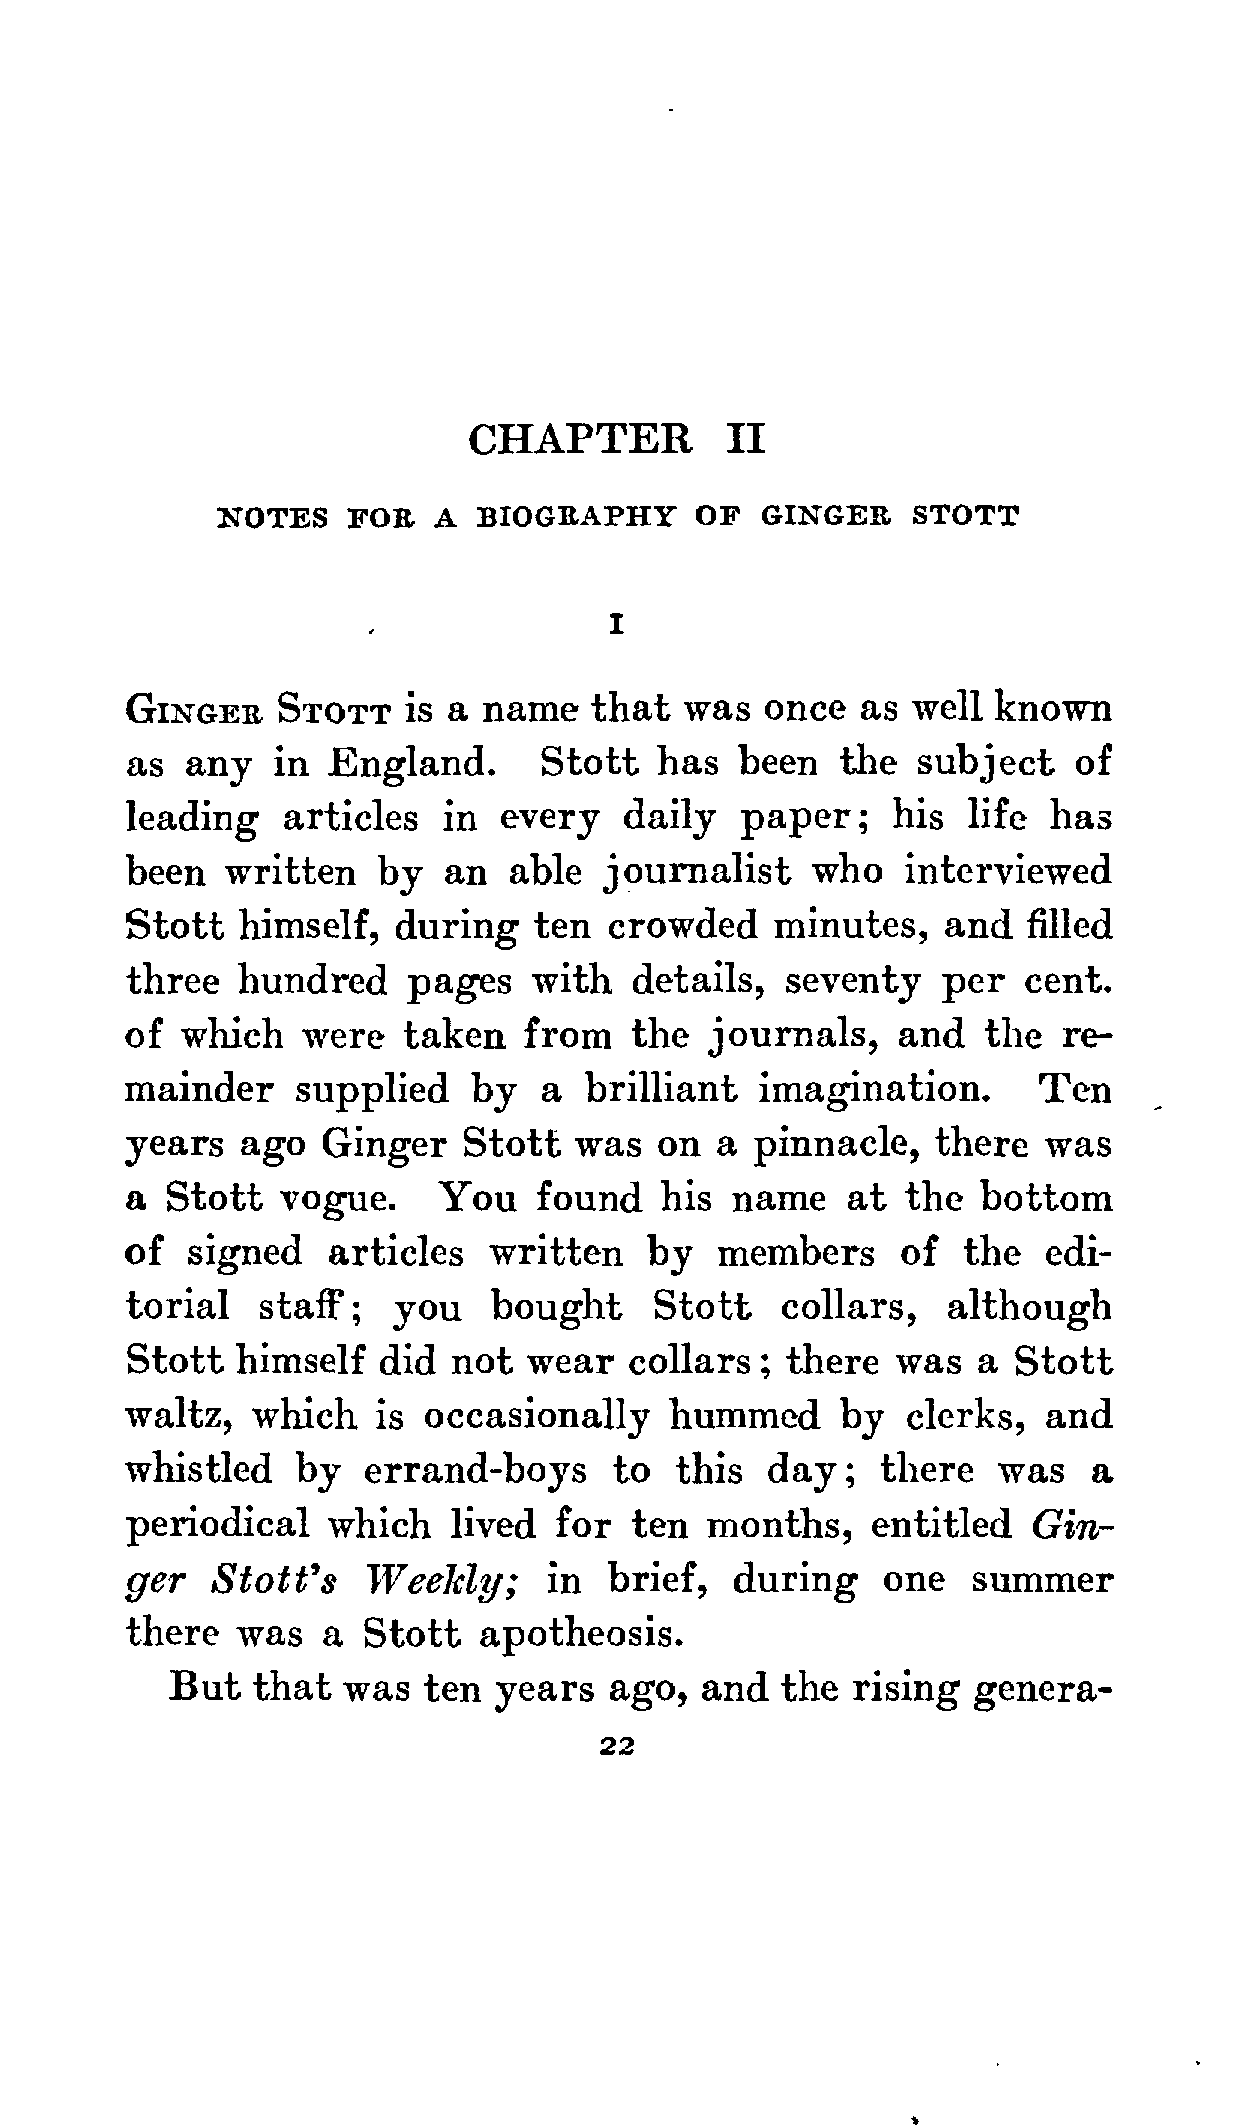 CHAPTER II
NOTES FOR A BIOGRAPHY OF GINGER STOTT
I
GINGER STOTT is a name that was once as well known
as any in England. Stott has been the subject of
leading articles in every daily paper; his life has
been written by an able journalist who interviewed
Stott himself, during ten crowded minutes, and filled
three hundred pages with details, seventy per cent.
of which were taken from the journals, and the re-
mainder supplied by a brilliant imagination. Ten
years ago Ginger Stott was on a pinnacle, there was
a Stott vogue. You found his name at the bottom
of signed articles written by members of the edi-
torial staff; you bought Stott collars, although
Stott himself did not wear collars; there was a Stott
waltz, which is occasionally hummed by clerks, and
whistled by errand-boys to this day; there was a
periodical which lived for ten months, entitled Gin-
ger Stott's Weekly; in brief, during one summer
there was a Stott apotheosis.
But that was ten years ago, and the rising genera-
22